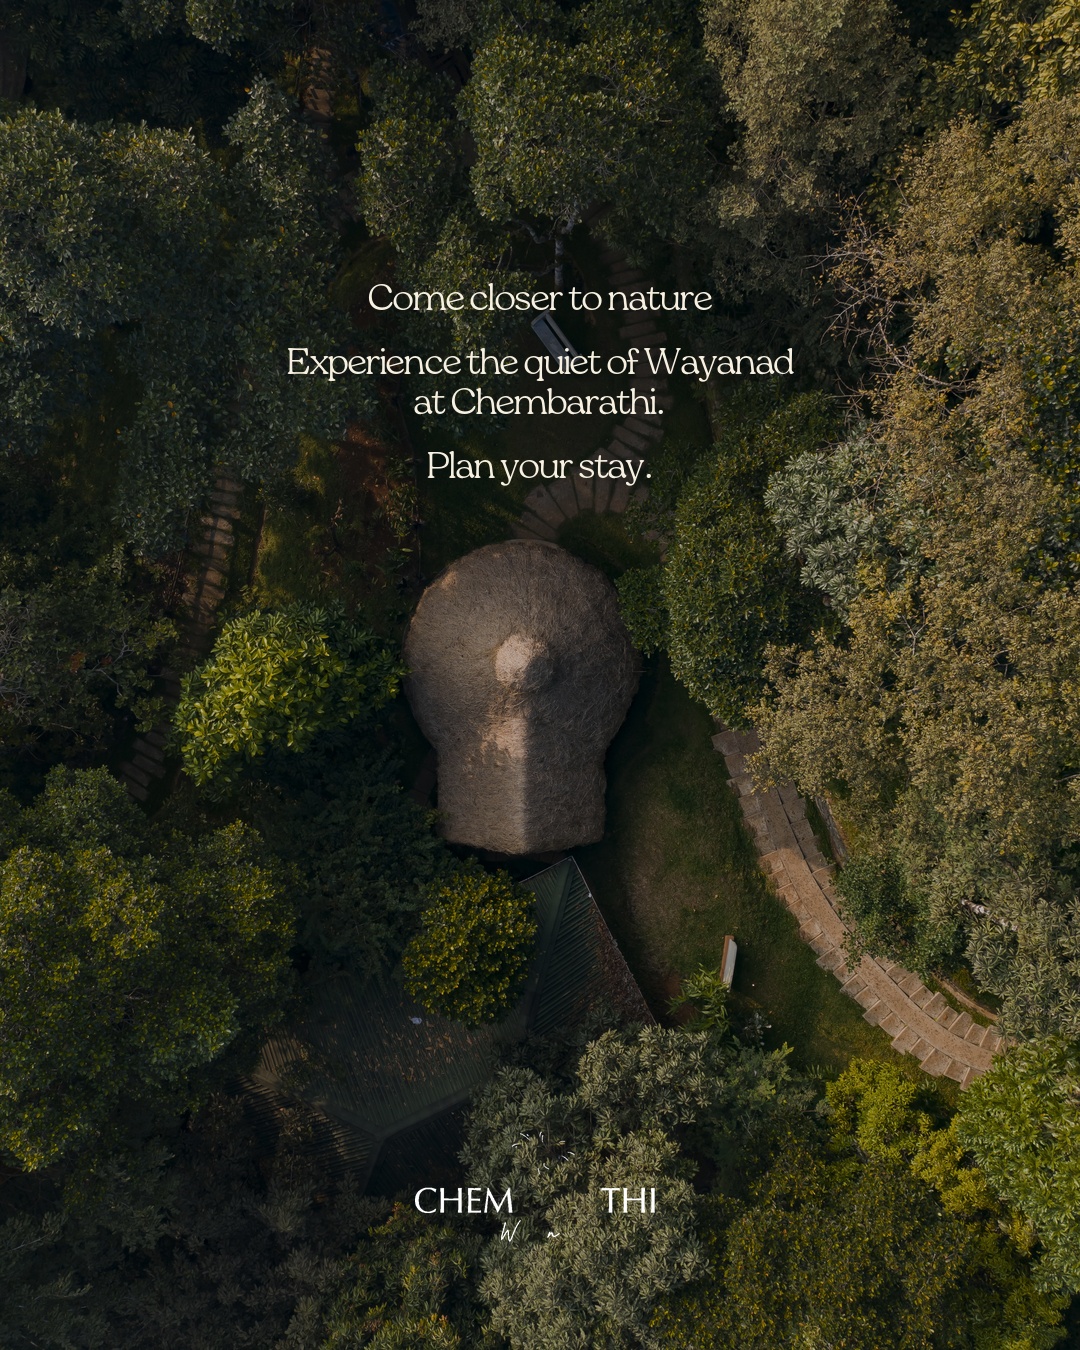 Come closer to nature
Experience the quiet of Wayanad
at Chembarathi.
Plan your stay.
CHEM THI